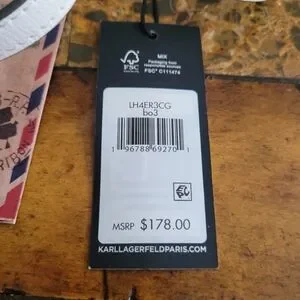 FSC
MIX
Packaging from
responsible sources
FSC® C111474
LH4ER3CG
bo3
1 96788 69270 1
MSRP $178.00
KARLLAGERFELDPARIS.COM